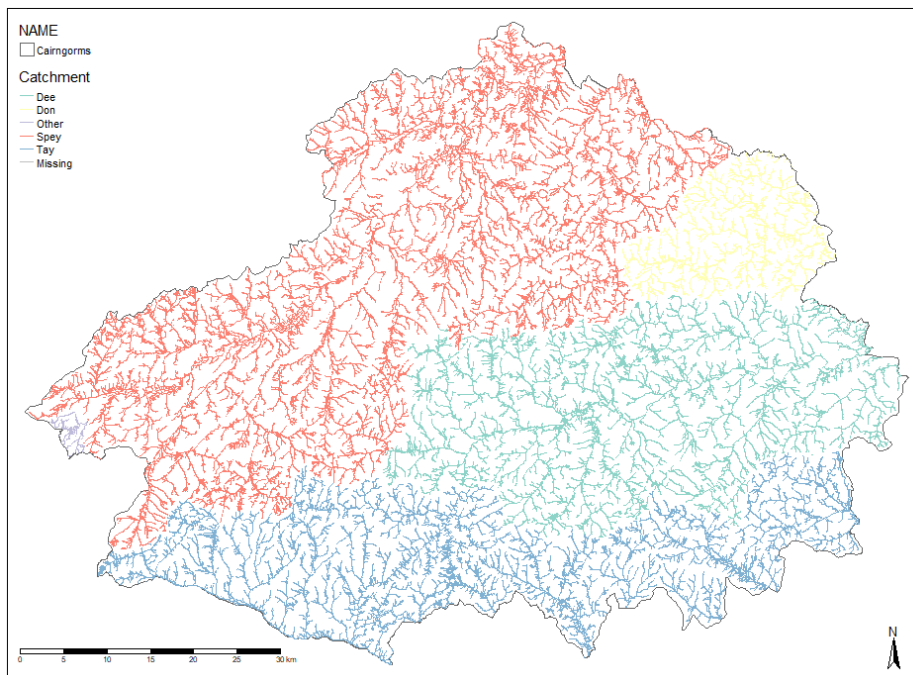 NAME
Cairngorms
Catchment
Dee
Don
Other
Spey
Tay
Missing
N
0 5 10 15 20 25 30 km